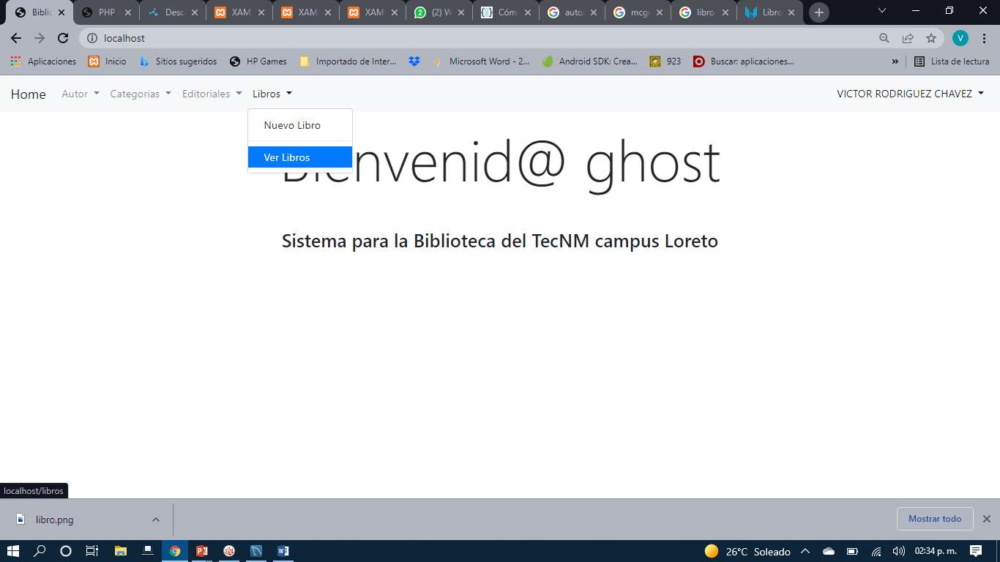 Biblic
PHP
Desc
XAM
XAM
XAM
(2) W
Cóm
auto
mcg
libro
Libro
localhost
V
Aplicaciones
Inicio
Sitios sugeridos
HP Games
Importado de Inter...
Microsoft Word - 2...
Android SDK: Crea...
923
Buscar: aplicaciones...
»
Lista de lectura
Home
Autor
Categorias
Editoriales
Libros
VICTOR RODRIGUEZ CHAVEZ
Nuevo Libro
Ver Libros
Bienvenid@ ghost
Sistema para la Biblioteca del TecNM campus Loreto
localhost/libros
libro.png
Mostrar todo
26°C Soleado
02:34 p. m.